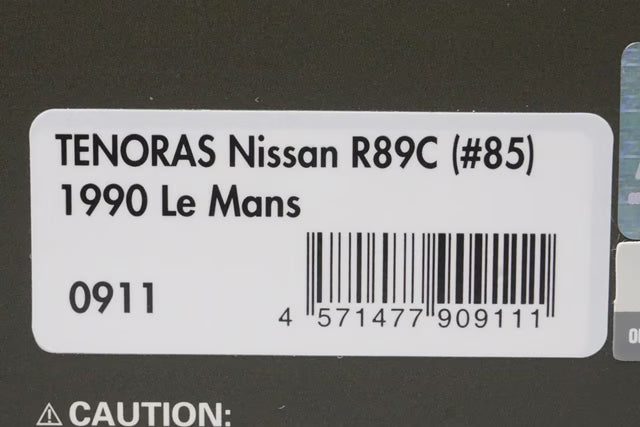 TENORAS Nissan R89C (#85)
1990 Le Mans
0911
4 571477 909111
⚠ CAUTION: